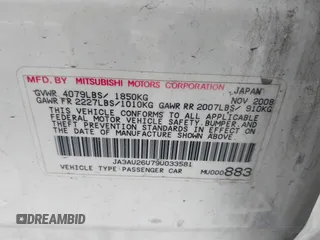 MFD. BY MITSUBISHI MOTORS CORPORATION JAPAN
GVWR 4079LBS/ 1850KG NOV 2008
GAWR FR 2227LBS/1010KG GAWR RR 2007LBS/ 910KG
THIS VEHICLE CONFORMS TO ALL APPLICABLE
FEDERAL MOTOR VEHICLE SAFETY, BUMPER, AND
THEFT PREVENTION STANDARDS IN EFFECT ON THE
DATE OF MANUFACTURE SHOWN ABOVE.
JA3AU26U79U033581
VEHICLE TYPE:PASSENGER CAR MU000883
DREAMBID